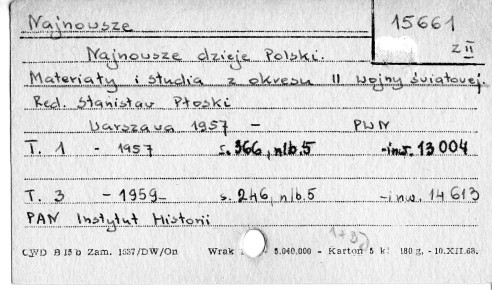 Najnowsze
15661
z II
Najnowsze dzieje Polski.
Materiały i studia z okresu II wojny światowej.
Red. Stanisław Płoski
Warszawa 1957 - PWN
T. 1 - 1957 s. 366, nlb. 5 -inw. 13 004
T. 3 - 1959- s. 246, nlb. 5 -inw. 14 613
PAN Instytut Historii
CWD B 15 b Zam. 1537/DW/On Wrak 5.040.000 - Karton 5 kl 180 g. - 10.XII.68.